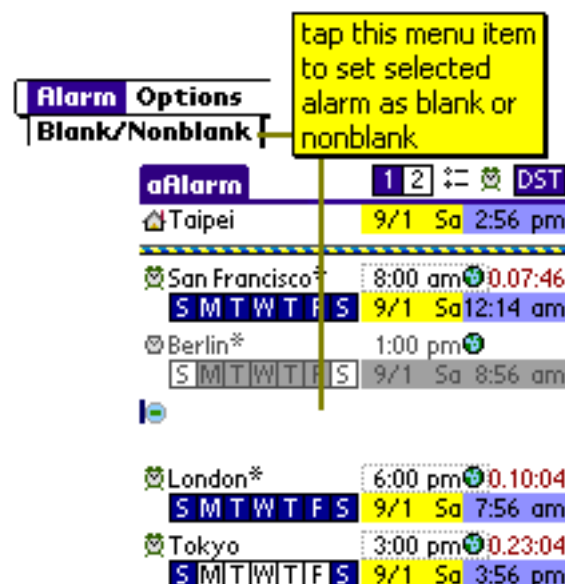 tap this menu item
to set selected
alarm as blank or
nonblank
Alarm Options
Blank/Nonblank
aAlarm 1 2 DST
Taipei 9/1 Sa 2:56 pm
San Francisco* 8:00 am 0.07:46
S M T W T F S 9/1 Sa 12:14 am
Berlin* 1:00 pm
S M T W T F S 9/1 Sa 8:56 am
London* 6:00 pm 0.10:04
S M T W T F S 9/1 Sa 7:56 am
Tokyo 3:00 pm 0.23:04
S M T W T F S 9/1 Sa 3:56 pm